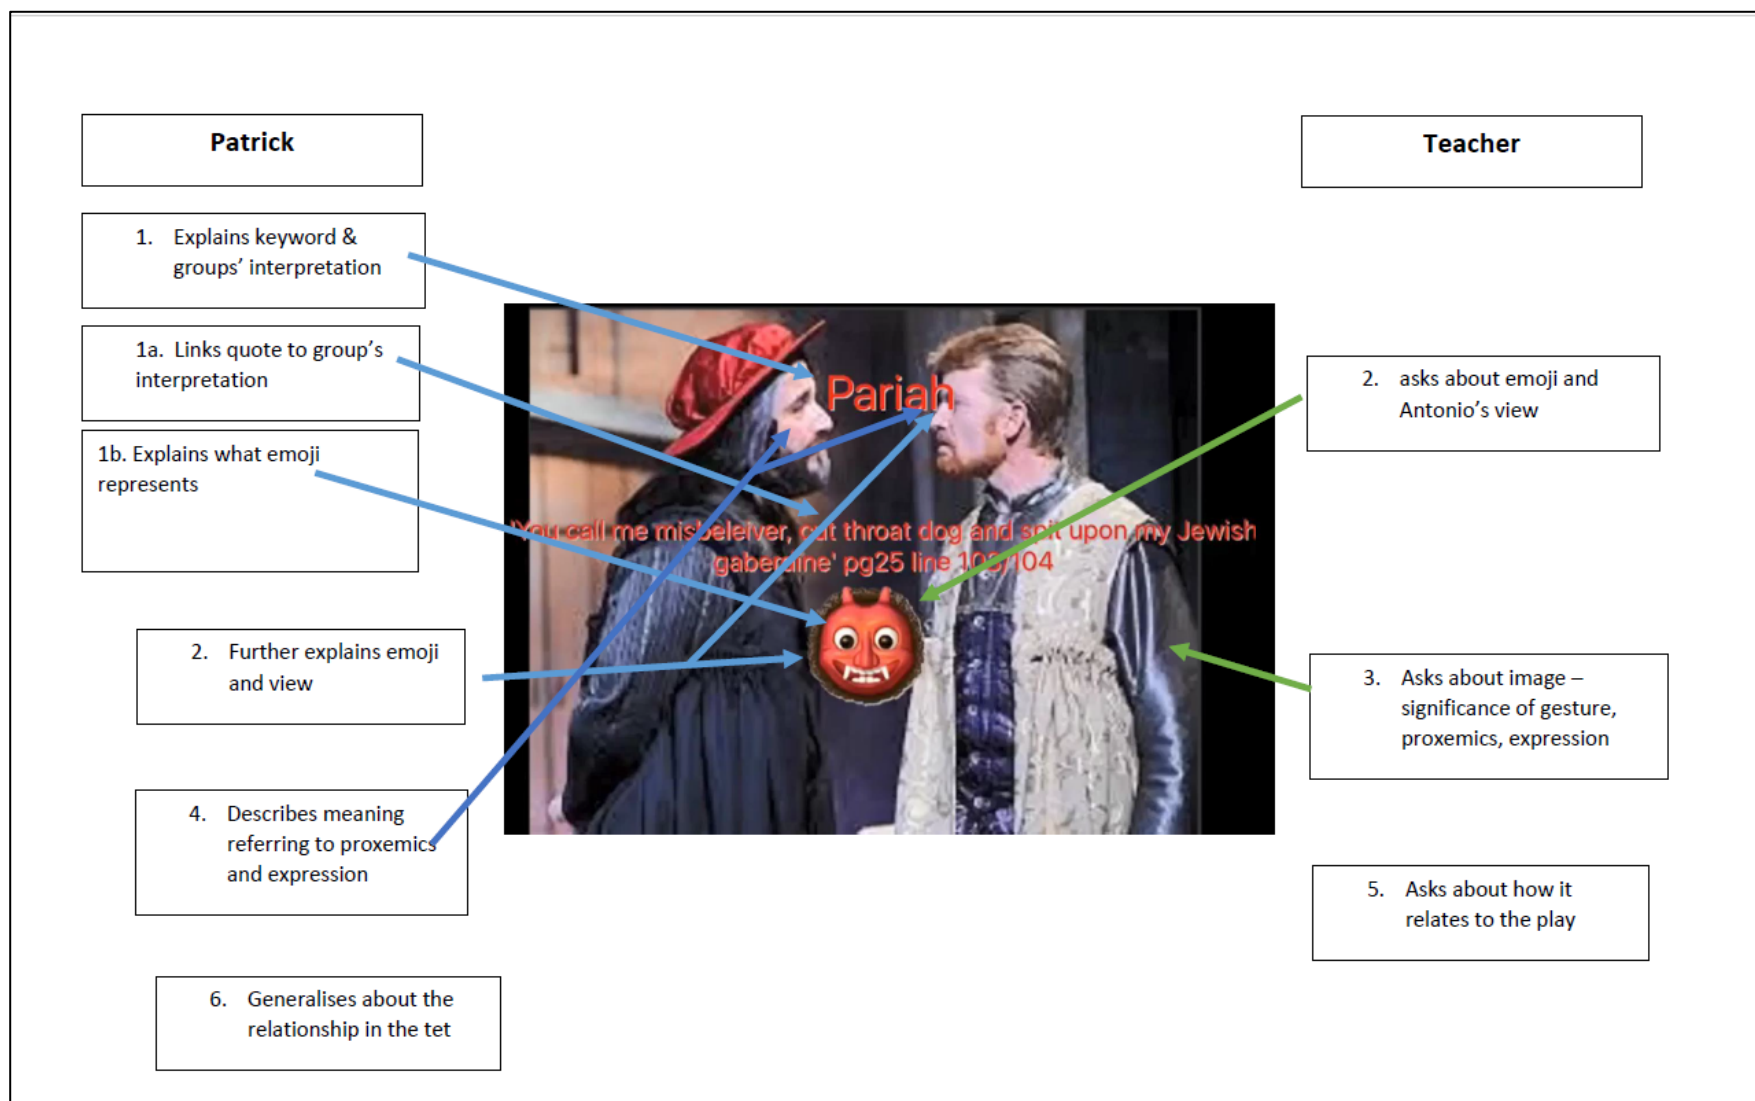 Patrick
Teacher
1. Explains keyword &
groups' interpretation
1a. Links quote to group's
interpretation
1b. Explains what emoji
represents
2. Further explains emoji
and view
4. Describes meaning
referring to proxemics
and expression
6. Generalises about the
relationship in the tet
Pariah
'You call me misbeleiver, cut throat dog and spit upon my Jewish
gaberdine' pg25 line 103/104
2. asks about emoji and
Antonio's view
3. Asks about image –
significance of gesture,
proxemics, expression
5. Asks about how it
relates to the play